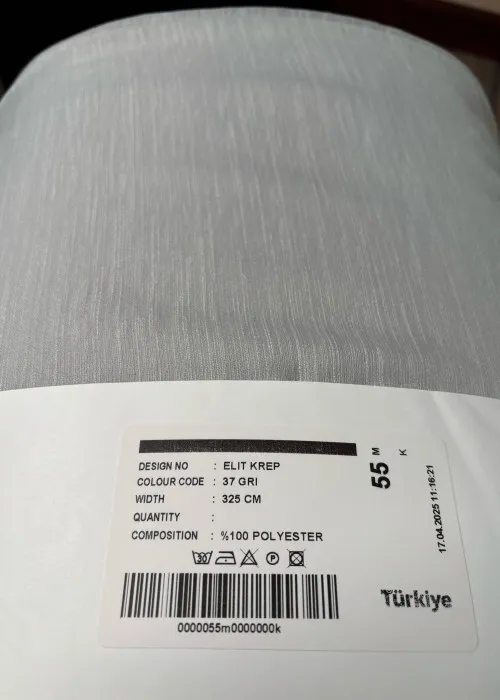 DESIGN NO : ELIT KREP
COLOUR CODE : 37 GRI
WIDTH : 325 CM
QUANTITY :
COMPOSITION : %100 POLYESTER
30
P
0000055m0000000k
55 M
K
17.04.2025 11:16:21
Türkiye